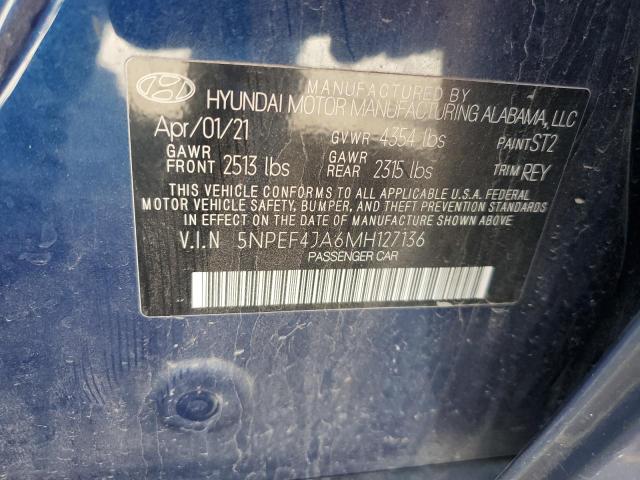 MANUFACTURED BY
HYUNDAI MOTOR MANUFACTURING ALABAMA, LLC
Apr/01/21 GVWR 4354 lbs PAINT ST2
GAWR FRONT 2513 lbs GAWR REAR 2315 lbs TRIM REY
THIS VEHICLE CONFORMS TO ALL APPLICABLE U.S.A. FEDERAL
MOTOR VEHICLE SAFETY, BUMPER, AND THEFT PREVENTION STANDARDS
IN EFFECT ON THE DATE OF MANUFACTURE SHOWN ABOVE
V.I.N 5NPEF4JA6MH127136
PASSENGER CAR